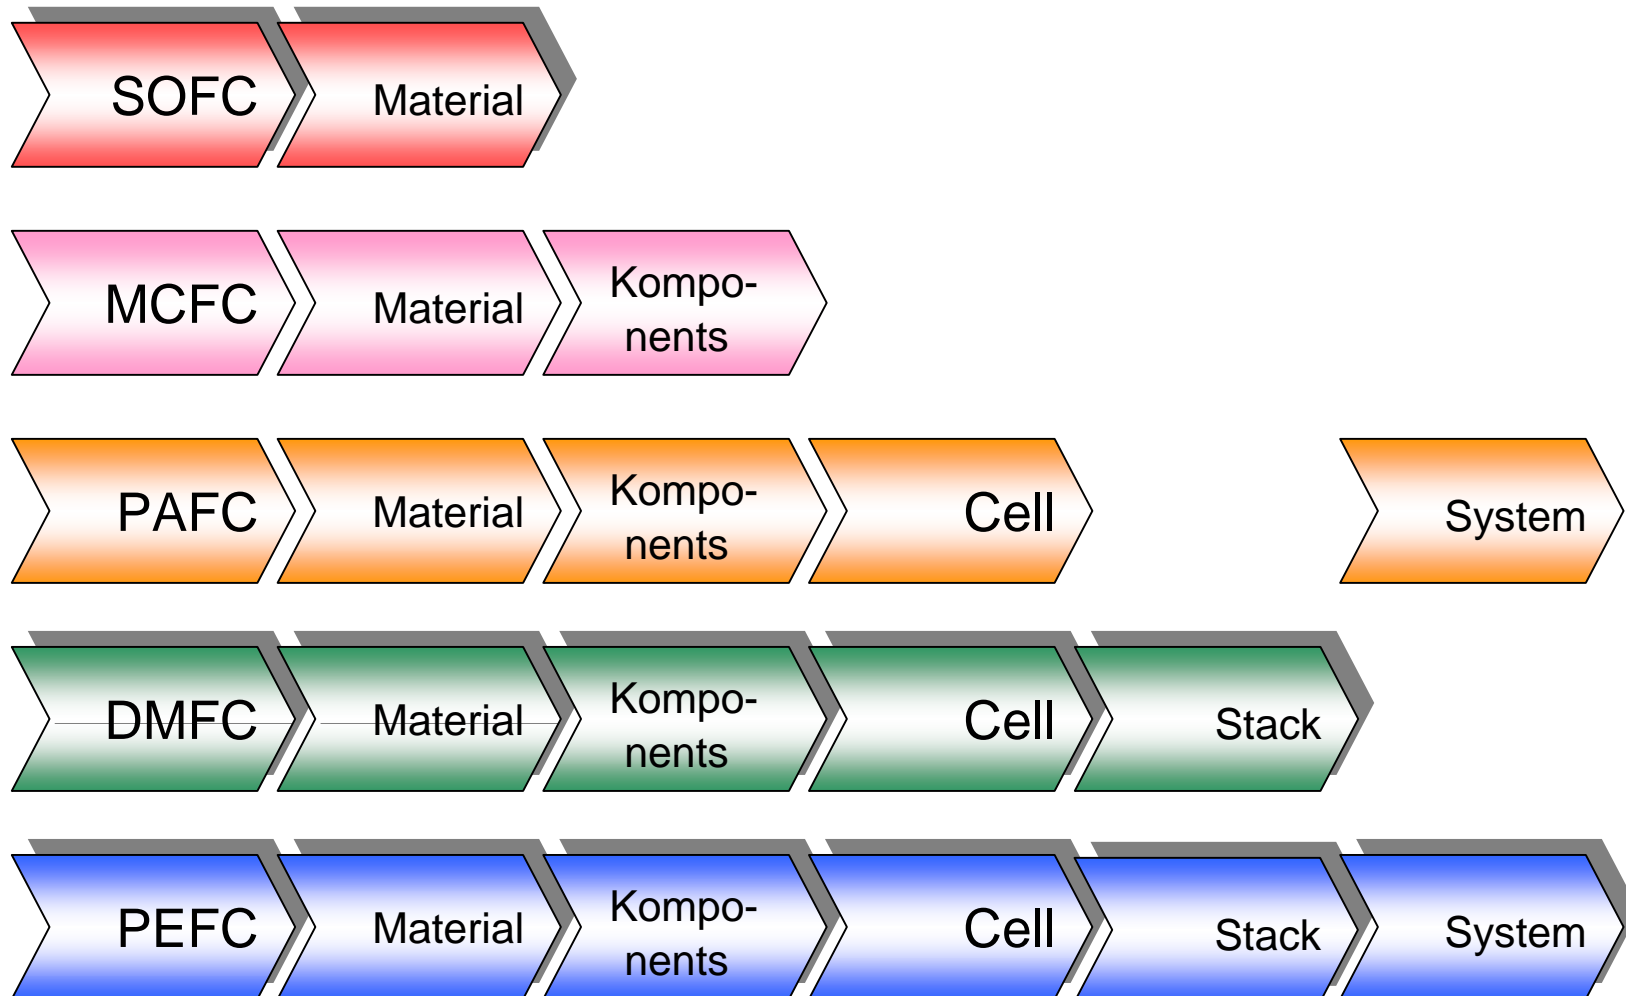 SOFC Material
MCFC Material Kompo-
nents
PAFC Material Kompo-
nents Cell System
DMFC Material Kompo-
nents Cell Stack
PEFC Material Kompo-
nents Cell Stack System